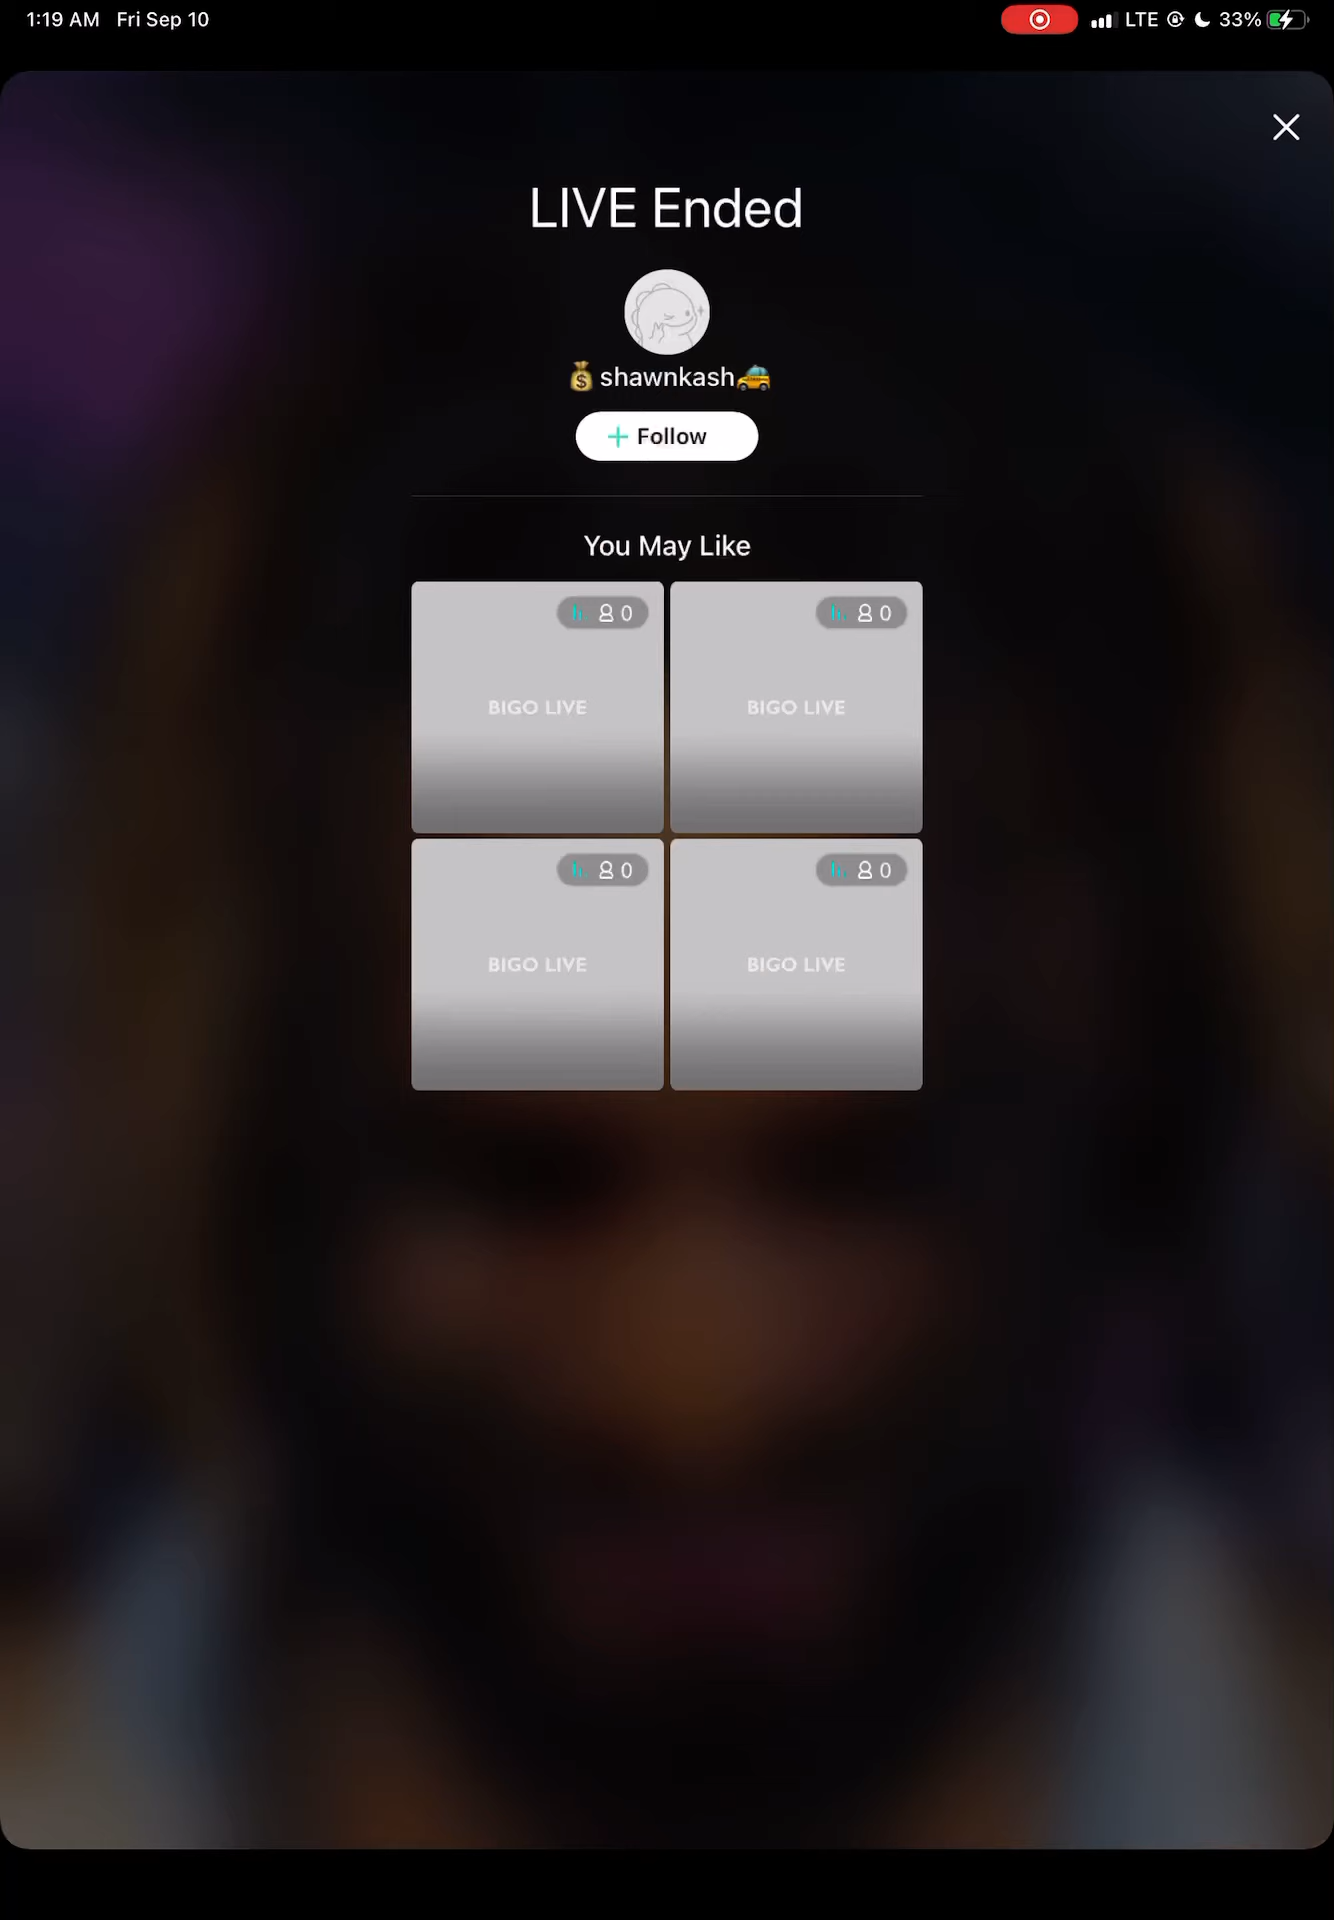 1:19 AM Fri Sep 10 LTE 33%
LIVE Ended
💰shawnkash🚖
+ Follow
You May Like
0 0
BIGO LIVE BIGO LIVE
0 0
BIGO LIVE BIGO LIVE